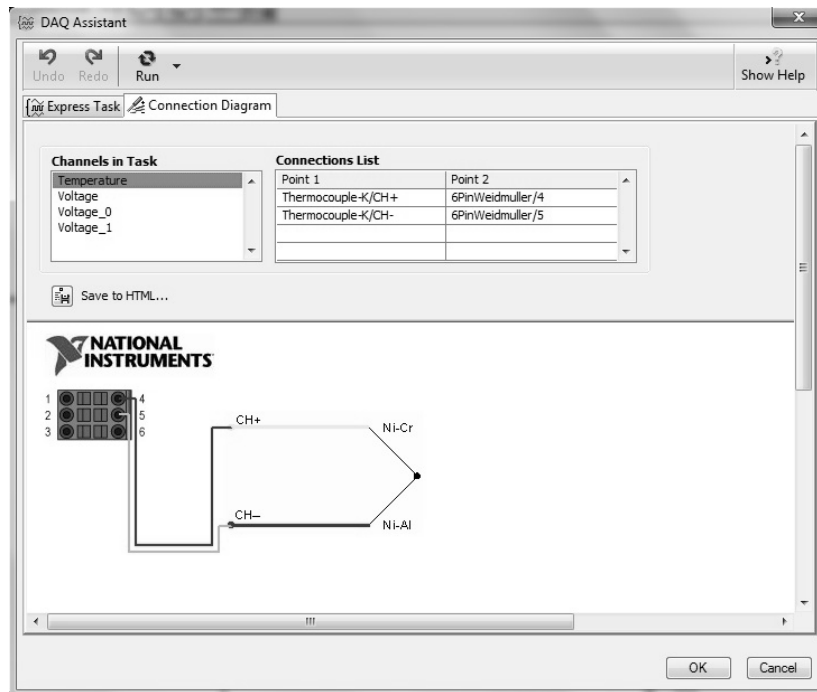 DAQ Assistant
Undo Redo Run
Show Help
Express Task Connection Diagram
Channels in Task
Temperature
Voltage
Voltage_0
Voltage_1
Connections List
Point 1 Point 2
Thermocouple-K/CH+ 6PinWeidmuller/4
Thermocouple-K/CH- 6PinWeidmuller/5
Save to HTML...
NATIONAL
INSTRUMENTS
1 4
2 5
3 6
CH+
Ni-Cr
CH–
Ni-Al
OK Cancel